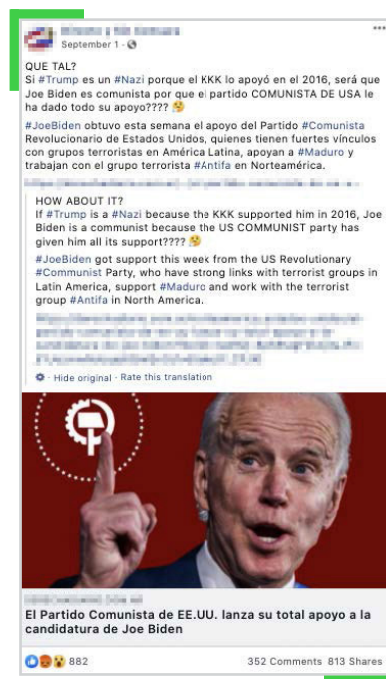 September 1 ·
QUE TAL?
Si #Trump es un #Nazi porque el KKK lo apoyó en el 2016, será que
Joe Biden es comunista por que el partido COMUNISTA DE USA le
ha dado todo su apoyo???? 🤔
#JoeBiden obtuvo esta semana el apoyo del Partido #Comunista
Revolucionario de Estados Unidos, quienes tienen fuertes vínculos
con grupos terroristas en América Latina, apoyan a #Maduro y
trabajan con el grupo terrorista #Antifa en Norteamérica.
HOW ABOUT IT?
If #Trump is a #Nazi because the KKK supported him in 2016, Joe
Biden is a communist because the US COMMUNIST party has
given him all its support???? 🤔
#JoeBiden got support this week from the US Revolutionary
#Communist Party, who have strong links with terrorist groups in
Latin America, support #Maduro and work with the terrorist
group #Antifa in North America.
· Hide original · Rate this translation
El Partido Comunista de EE.UU. lanza su total apoyo a la
candidatura de Joe Biden
882
352 Comments 813 Shares